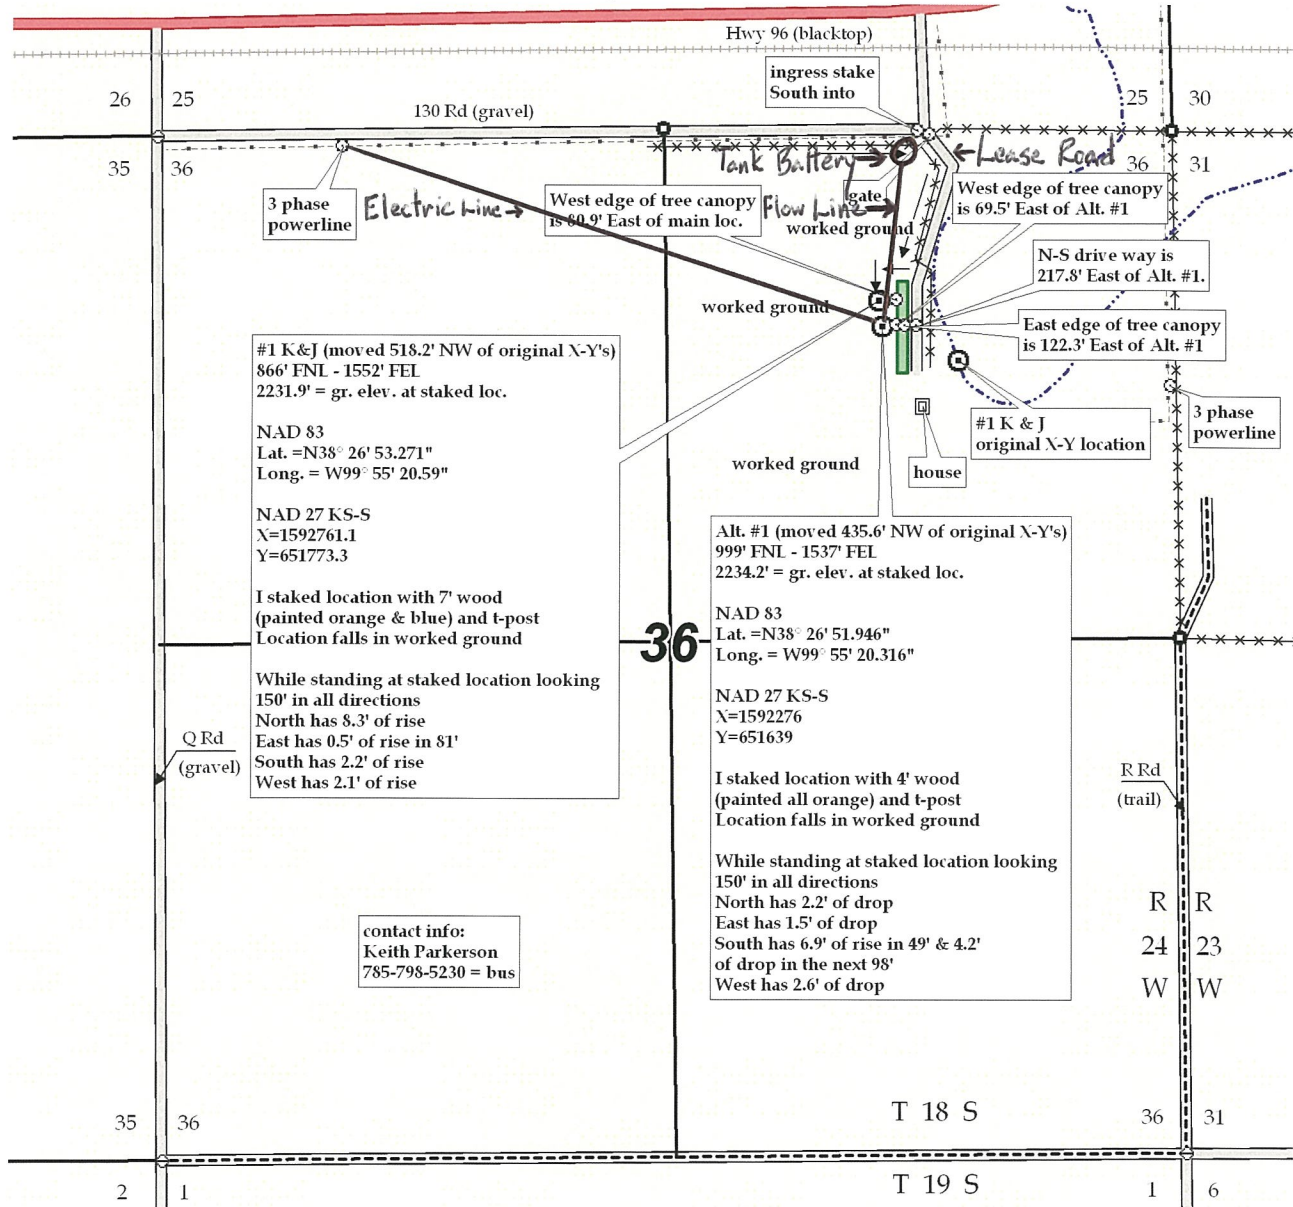 Hwy 96 (blacktop)
ingress stake
South into
26 25
25 30
130 Rd (gravel)
35 36
36 31
Tank Battery
Lease Road
3 phase
powerline
Electric Line
West edge of tree canopy
is 80.9' East of main loc.
gate
Flow Line
worked ground
West edge of tree canopy
is 69.5' East of Alt. #1
N-S drive way is
217.8' East of Alt. #1.
worked ground
East edge of tree canopy
is 122.3' East of Alt. #1
#1 K&J (moved 518.2' NW of original X-Y's)
866' FNL - 1552' FEL
2231.9' = gr. elev. at staked loc.
NAD 83
Lat. =N38° 26' 53.271"
Long. = W99° 55' 20.59"
NAD 27 KS-S
X=1592761.1
Y=651773.3
I staked location with 7' wood
(painted orange & blue) and t-post
Location falls in worked ground
While standing at staked location looking
150' in all directions
North has 8.3' of rise
East has 0.5' of rise in 81'
South has 2.2' of rise
West has 2.1' of rise
#1 K & J
original X-Y location
3 phase
powerline
worked ground
house
Alt. #1 (moved 435.6' NW of original X-Y's)
999' FNL - 1537' FEL
2234.2' = gr. elev. at staked loc.
NAD 83
Lat. =N38° 26' 51.946"
Long. = W99° 55' 20.316"
NAD 27 KS-S
X=1592276
Y=651639
I staked location with 4' wood
(painted all orange) and t-post
Location falls in worked ground
While standing at staked location looking
150' in all directions
North has 2.2' of drop
East has 1.5' of drop
South has 6.9' of rise in 49' & 4.2'
of drop in the next 98'
West has 2.6' of drop
36
Q Rd
(gravel)
R Rd
(trail)
contact info:
Keith Parkerson
785-798-5230 = bus
R R
24 23
W W
T 18 S
35 36
36 31
T 19 S
2 1
1 6